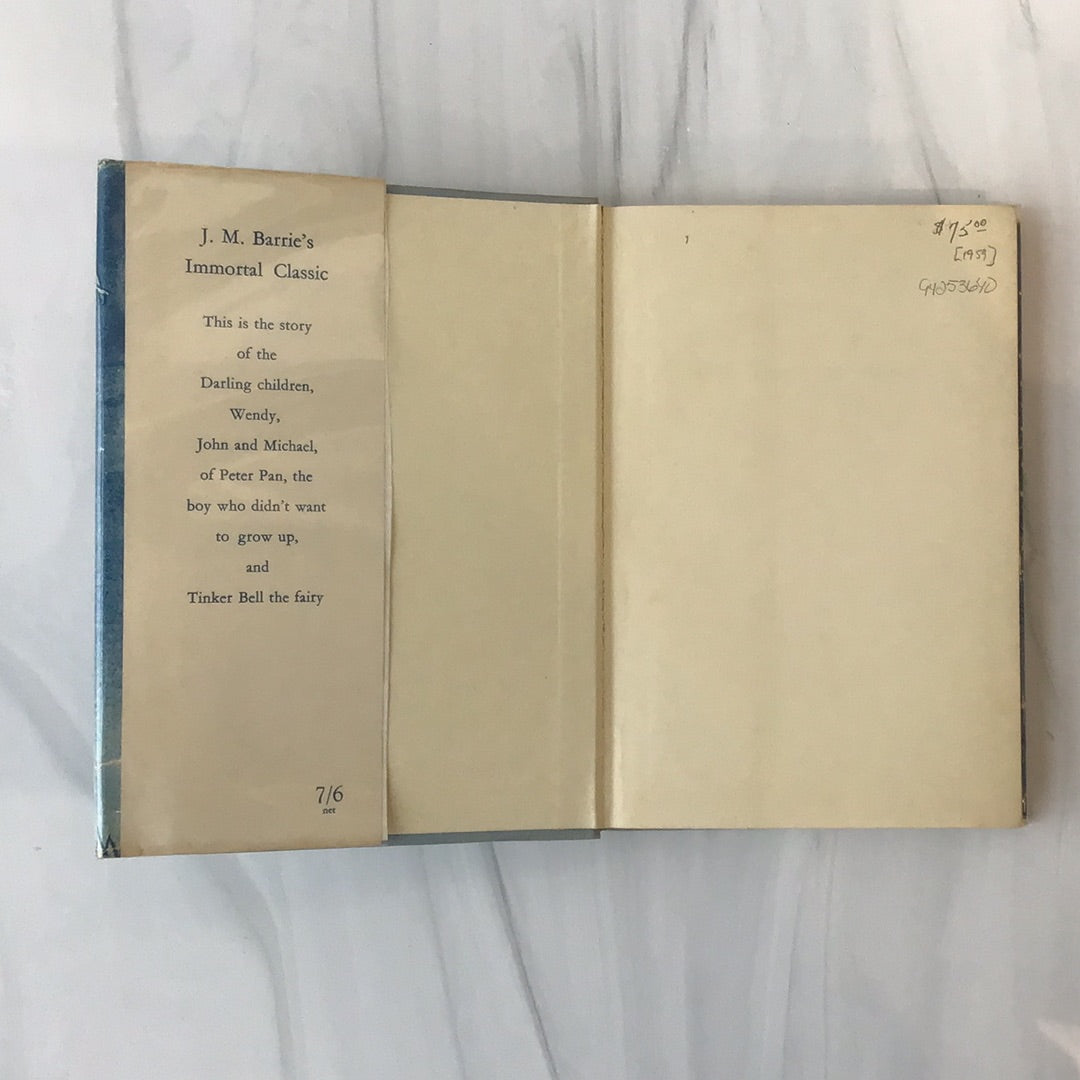 J. M. Barrie's
Immortal Classic
This is the story
of the
Darling children,
Wendy,
John and Michael,
of Peter Pan, the
boy who didn't want
to grow up,
and
Tinker Bell the fairy
7/6
net
$75.00
[1959]